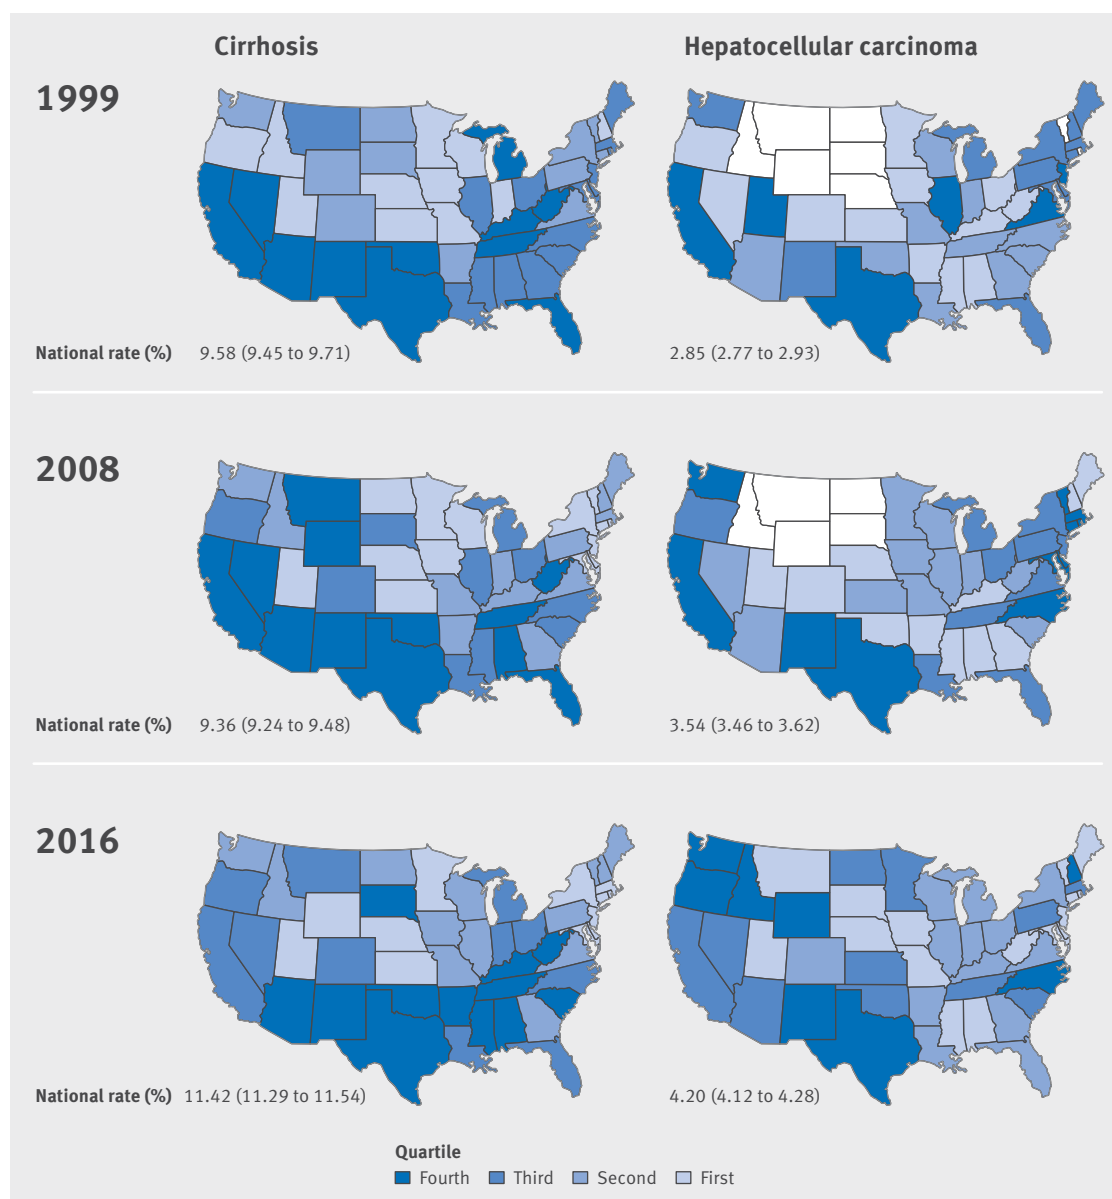 Cirrhosis Hepatocellular carcinoma
1999
National rate (%) 9.58 (9.45 to 9.71) 2.85 (2.77 to 2.93)
2008
National rate (%) 9.36 (9.24 to 9.48) 3.54 (3.46 to 3.62)
2016
National rate (%) 11.42 (11.29 to 11.54) 4.20 (4.12 to 4.28)
Quartile
Fourth Third Second First